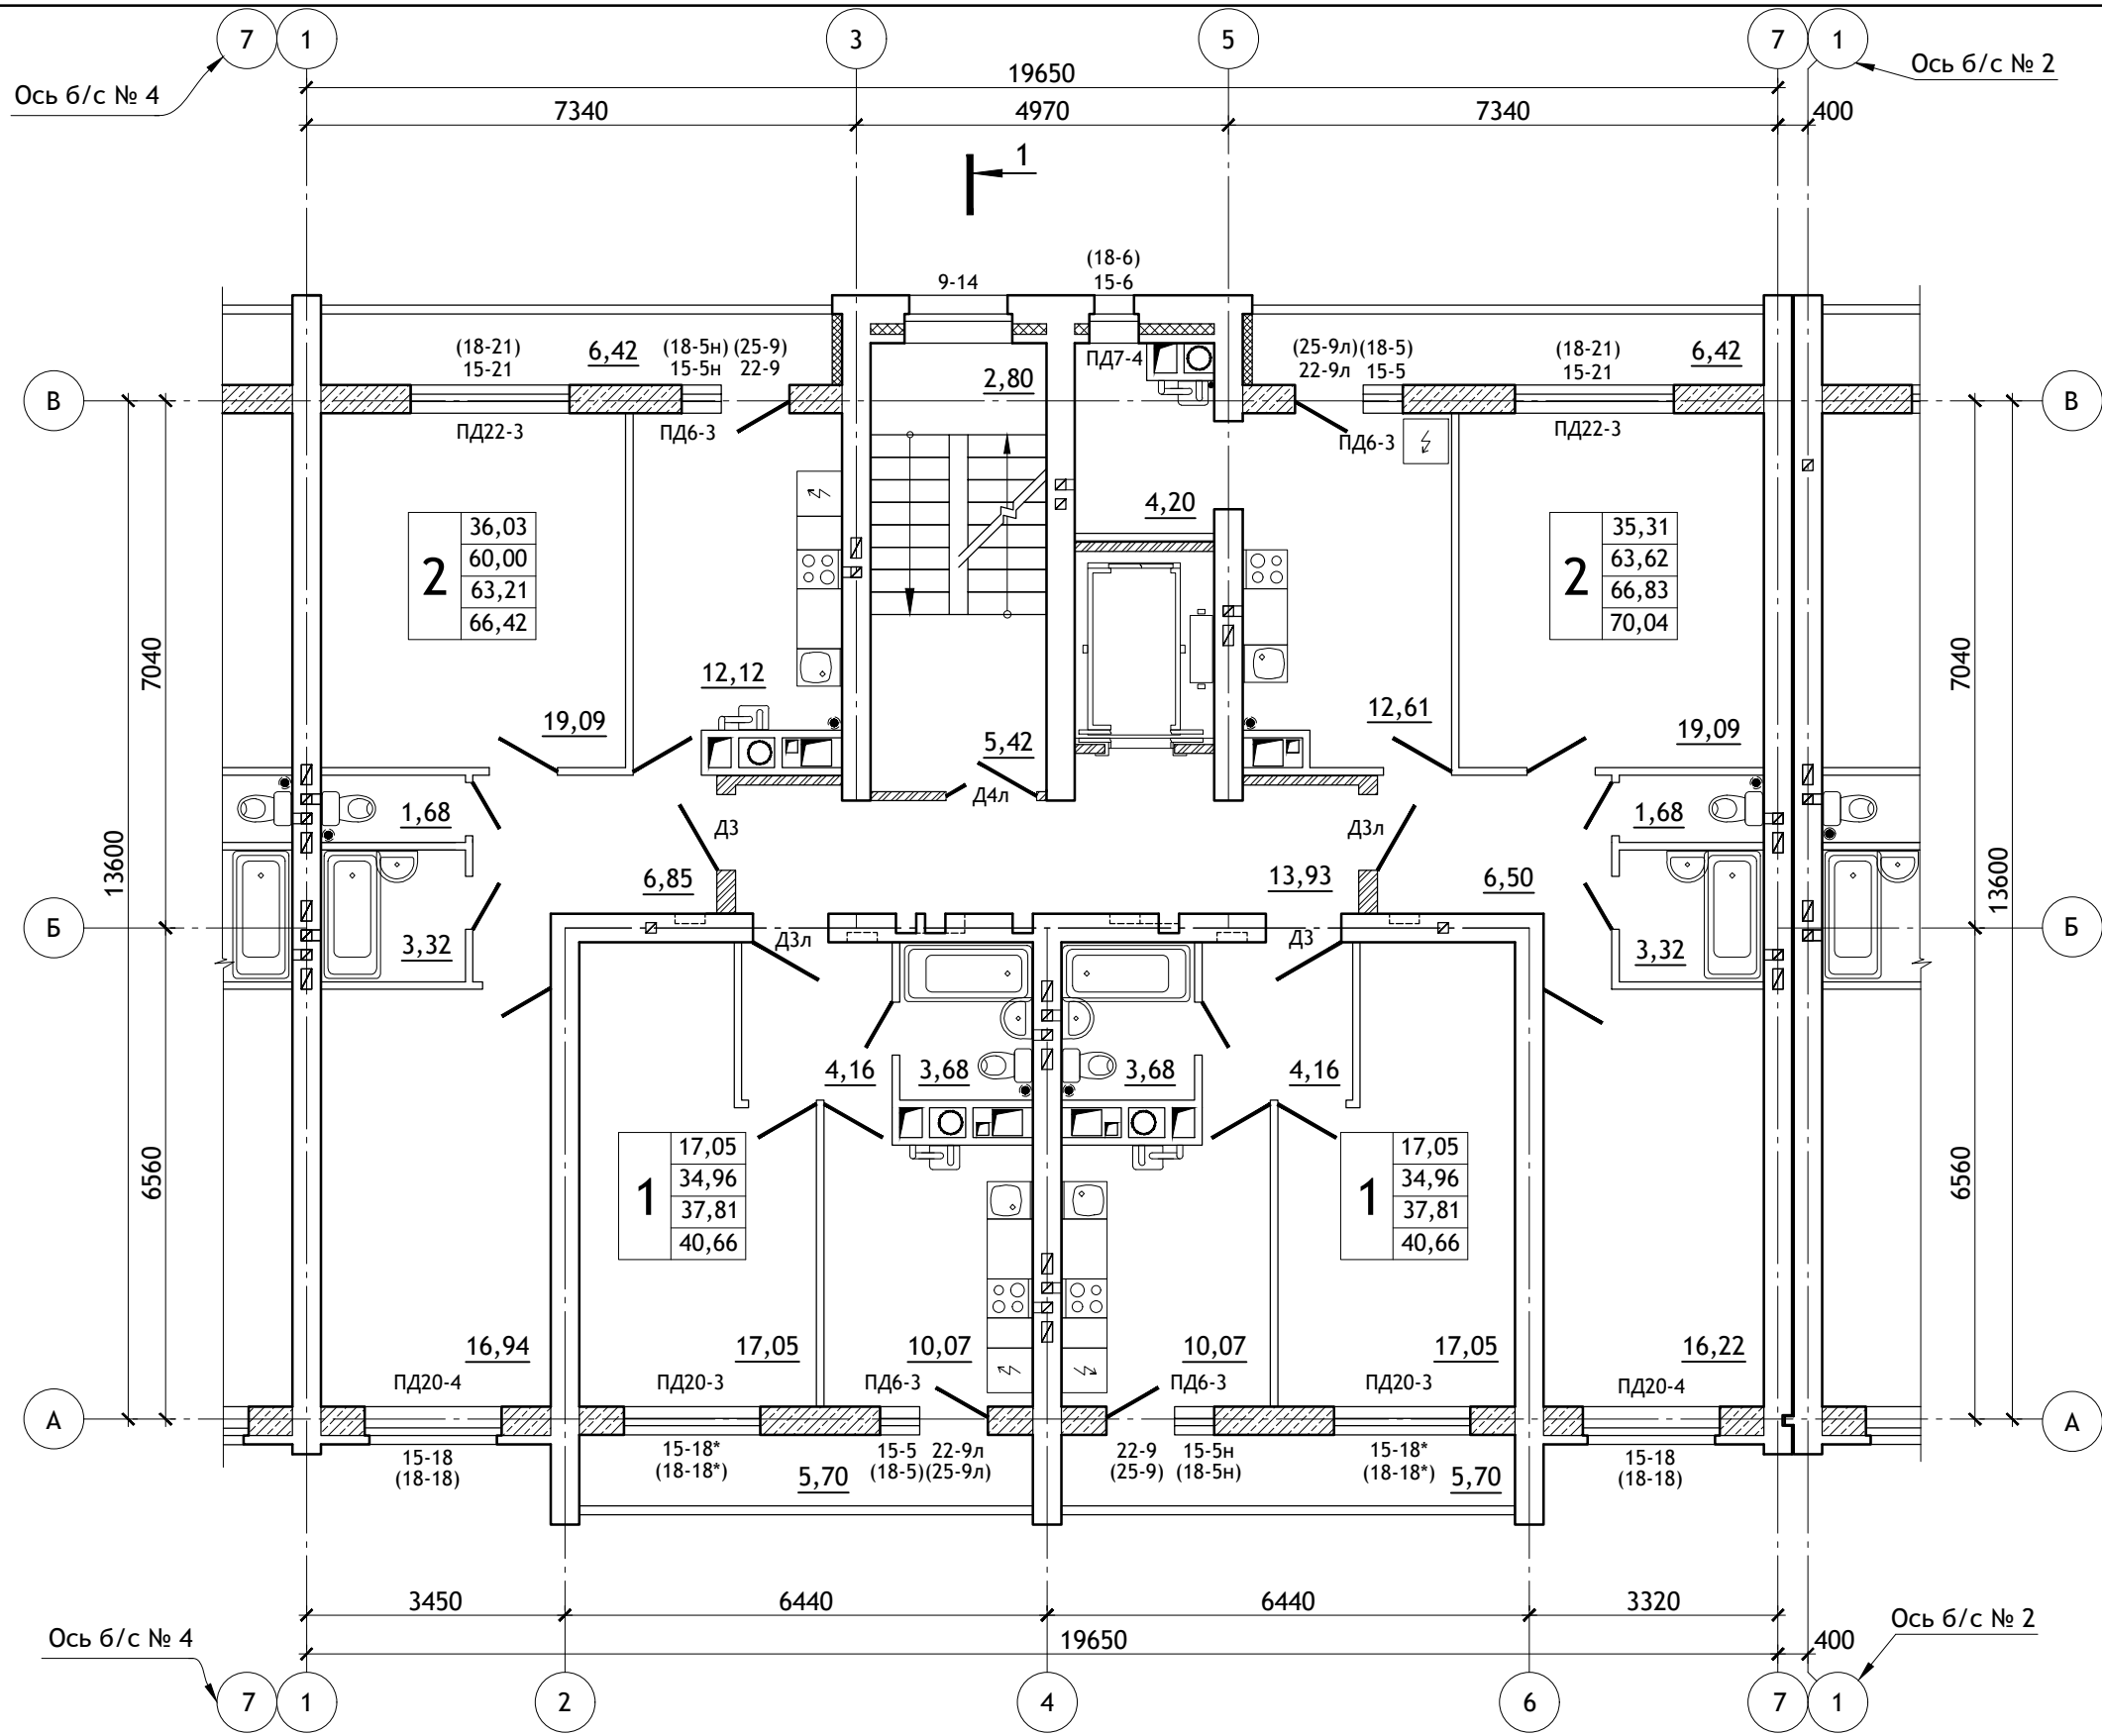 7 1 3 5 7 1
Ось б/с № 4
Ось б/с № 2
19650
7340 4970 7340 400
1
(18-6)
9-14 15-6
(18-21) 6,42 (18-5н) (25-9) ПД7-4 (25-9л) (18-5) (18-21) 6,42
15-21 15-5н 22-9 2,80 22-9л 15-5 15-21
В В
ПД22-3 ПД6-3 ПД6-3 ПД22-3
4,20
2
36,03
60,00
63,21
66,42
2
35,31
63,62
66,83
70,04
7040 7040
12,12
19,09 5,42 12,61 19,09
Д4л
1,68 Д3 Д3л 1,68
13600 13600
6,85 13,93 6,50
Б Б
3,32 Д3л Д3 3,32
4,16 3,68 3,68 4,16
1
17,05
34,96
37,81
40,66
1
17,05
34,96
37,81
40,66
6560 6560
16,94 17,05 10,07 10,07 17,05 16,22
ПД20-4 ПД20-3 ПД6-3 ПД6-3 ПД20-3 ПД20-4
А А
15-18 15-18* 15-5 22-9л 22-9 15-5н 15-18* 15-18
(18-18) (18-18*) (18-5) (25-9л) (25-9) (18-5н) (18-18*) (18-18)
5,70 5,70
3450 6440 6440 3320
19650 400
Ось б/с № 4
Ось б/с № 2
7 1 2 4 6 7 1